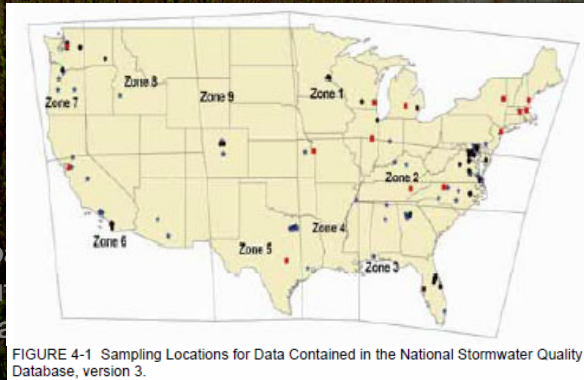 Zone 8
Zone 1
Zone 9
Zone 7
Zone 2
Zone 4
Zone 6
Zone 5
Zone 3
FIGURE 4-1 Sampling Locations for Data Contained in the National Stormwater Quality
Database, version 3.